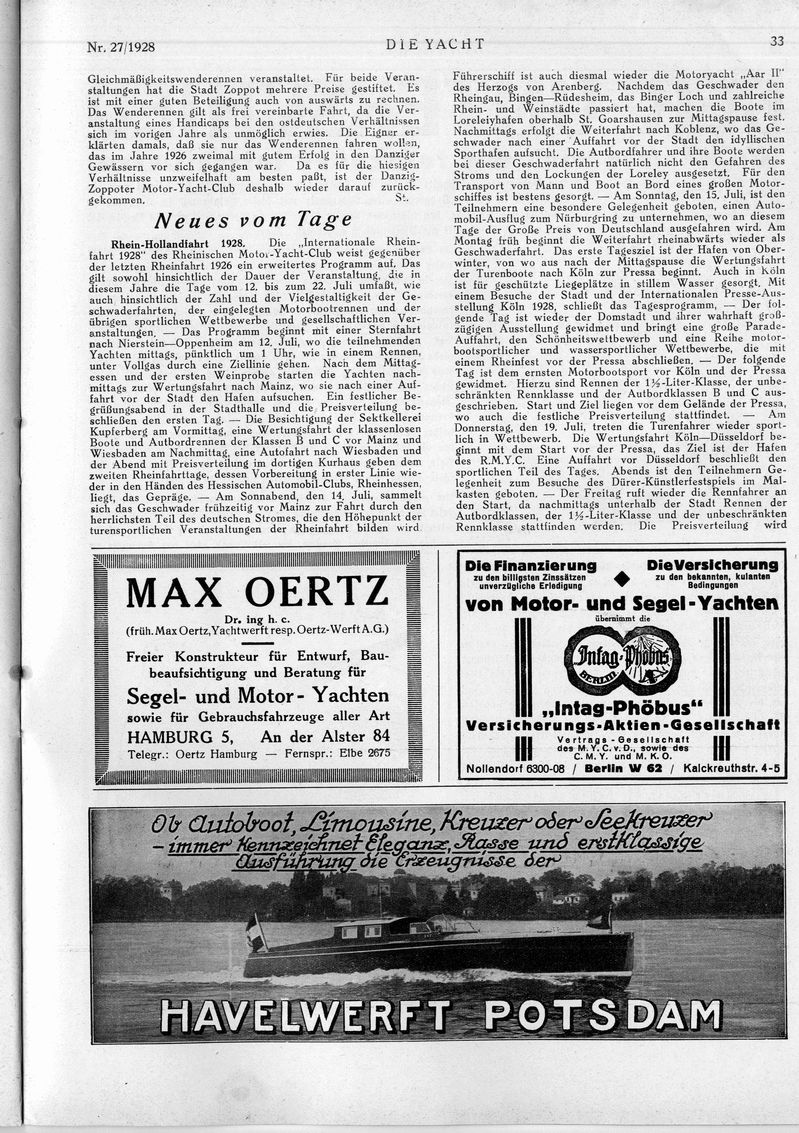 Nr. 27/1928
DIE YACHT
33
Gleichmäßigkeitswenderennen veranstaltet. Für beide Veran-
staltungen hat die Stadt Zoppot mehrere Preise gestiftet. Es
ist mit einer guten Beteiligung auch von auswärts zu rechnen.
Das Wenderennen gilt als frei vereinbarte Fahrt, da die Ver-
anstaltung eines Handicaps bei den ostdeutschen Verhältnissen
sich im vorigen Jahre als unmöglich erwies. Die Eigner er-
klärten damals, daß sie nur das Wenderennen fahren wollen,
das im Jahre 1926 zweimal mit gutem Erfolg in den Danziger
Gewässern vor sich gegangen war. Da es für die hiesigen
Verhältnisse unzweifelhaft am besten paßt, ist der Danzig-
Zoppoter Motor-Yacht-Club deshalb wieder darauf zurück-
gekommen. St.
Neues vom Tage
Rhein-Hollandfahrt 1928. Die „Internationale Rhein-
fahrt 1928" des Rheinischen Motor-Yacht-Club weist gegenüber
der letzten Rheinfahrt 1926 ein erweitertes Programm auf. Das
gilt sowohl hinsichtlich der Dauer der Veranstaltung, die in
diesem Jahre die Tage vom 12. bis zum 22. Juli umfaßt, wie
auch hinsichtlich der Zahl und der Vielgestaltigkeit der Ge-
schwaderfahrten, der eingelegten Motorbootrennen und der
übrigen sportlichen Wettbewerbe und gesellschaftlichen Ver-
anstaltungen. — Das Programm beginnt mit einer Sternfahrt
nach Nierstein—Oppenheim am 12. Juli, wo die teilnehmenden
Yachten mittags, pünktlich um 1 Uhr, wie in einem Rennen,
unter Vollgas durch eine Ziellinie gehen. Nach dem Mittag-
essen und der ersten Weinprobe starten die Yachten nach-
mittags zur Wertungsfahrt nach Mainz, wo sie nach einer Auf-
fahrt vor der Stadt den Hafen aufsuchen. Ein festlicher Be-
grüßungsabend in der Stadthalle und die Preisverteilung be-
schließen den ersten Tag. — Die Besichtigung der Sektkellerei
Kupferberg am Vormittag, eine Wertungsfahrt der klassenlosen
Boote und Autbordrennen der Klassen B und C vor Mainz und
Wiesbaden am Nachmittag, eine Autofahrt nach Wiesbaden und
der Abend mit Preisverteilung im dortigen Kurhaus geben dem
zweiten Rheinfahrttage, dessen Vorbereitung in erster Linie wie-
der in den Händen des Hessischen Automobil-Clubs, Rheinhessen,
liegt, das Gepräge. — Am Sonnabend, den 14. Juli, sammelt
sich das Geschwader frühzeitig vor Mainz zur Fahrt durch den
herrlichsten Teil des deutschen Stromes, die den Höhepunkt der
turensportlichen Veranstaltungen der Rheinfahrt bilden wird.
Führerschiff ist auch diesmal wieder die Motoryacht „Aar II"
des Herzogs von Arenberg. Nachdem das Geschwader den
Rheingau, Bingen—Rüdesheim, das Binger Loch und zahlreiche
Rhein- und Weinstädte passiert hat, machen die Boote im
Loreleyhafen oberhalb St. Goarshausen zur Mittagspause fest.
Nachmittags erfolgt die Weiterfahrt nach Koblenz, wo das Ge-
schwader nach einer Auffahrt vor der Stadt den idyllischen
Sporthafen aufsucht. Die Autbordfahrer und ihre Boote werden
bei dieser Geschwaderfahrt natürlich nicht den Gefahren des
Stroms und den Lockungen der Loreley ausgesetzt. Für den
Transport von Mann und Boot an Bord eines großen Motor-
schiffes ist bestens gesorgt. — Am Sonntag, den 15. Juli, ist den
Teilnehmern eine besondere Gelegenheit geboten, einen Auto-
mobil-Ausflug zum Nürburgring zu unternehmen, wo an diesem
Tage der Große Preis von Deutschland ausgefahren wird. Am
Montag früh beginnt die Weiterfahrt rheinabwärts wieder als
Geschwaderfahrt. Das erste Tagesziel ist der Hafen von Ober-
winter, von wo aus nach der Mittagspause die Wertungsfahrt
der Turenboote nach Köln zur Pressa beginnt. Auch in Köln
ist für geschützte Liegeplätze in stillem Wasser gesorgt. Mit
einem Besuche der Stadt und der Internationalen Presse-Aus-
stellung Köln 1928, schließt das Tagesprogramm. — Der fol-
gende Tag ist wieder der Domstadt und ihrer wahrhaft groß-
zügigen Ausstellung gewidmet und bringt eine große Parade-
Auffahrt, den Schönheitswettbewerb und eine Reihe motor-
bootsportlicher und wassersportlicher Wettbewerbe, die mit
einem Rheinfest vor der Pressa abschließen. — Der folgende
Tag ist dem ernsten Motorbootsport vor Köln und der Pressa
gewidmet. Hierzu sind Rennen der 1½-Liter-Klasse, der unbe-
schränkten Rennklasse und der Autbordklassen B und C aus-
geschrieben. Start und Ziel liegen vor dem Gelände der Pressa,
wo auch die festliche Preisverteilung stattfindet. — Am
Donnerstag, den 19. Juli, treten die Turenfahrer wieder sport-
lich in Wettbewerb. Die Wertungsfahrt Köln—Düsseldorf be-
ginnt mit dem Start vor der Pressa, das Ziel ist der Hafen
des R.M.Y.C. Eine Auffahrt vor Düsseldorf beschließt den
sportlichen Teil des Tages. Abends ist den Teilnehmern Ge-
legenheit zum Besuche des Dürer-Künstlerfestspiels im Mal-
kasten geboten. — Der Freitag ruft wieder die Rennfahrer an
den Start, da nachmittags unterhalb der Stadt Rennen der
Autbordklassen, der 1½-Liter-Klasse und der unbeschränkten
Rennklasse stattfinden werden. Die Preisverteilung wird
MAX OERTZ
Dr. ing h. c.
(früh. Max Oertz, Yachtwerft resp. Oertz-Werft A.G.)
Freier Konstrukteur für Entwurf, Bau-
beaufsichtigung und Beratung für
Segel- und Motor-Yachten
sowie für Gebrauchsfahrzeuge aller Art
HAMBURG 5, An der Alster 84
Telegr.: Oertz Hamburg — Fernspr.: Elbe 2675
Die Finanzierung
zu den billigsten Zinssätzen
unverzügliche Erledigung
Die Versicherung
zu den bekannten, kulanten
Bedingungen
von Motor- und Segel-Yachten
übernimmt die
Intag-Phöbus
BERLIN
„Intag-Phöbus“
Versicherungs-Aktien-Gesellschaft
Vertrags-Gesellschaft
des M.Y.C.v.D., sowie des
C.M.Y. und M.K.O.
Nollendorf 6300-08 / Berlin W 62 / Kalckreuthstr. 4-5
Ob Autoboot, Limousine, Kreuzer oder Seekreuzer
– immer kennzeichnet Eleganz, Rasse und erstklassige
Ausführung die Erzeugnisse der
HAVELWERFT POTSDAM